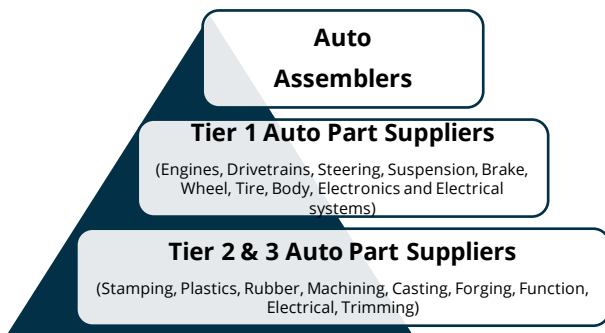 Auto
Assemblers
Tier 1 Auto Part Suppliers
(Engines, Drivetrains, Steering, Suspension, Brake,
Wheel, Tire, Body, Electronics and Electrical
systems)
Tier 2 & 3 Auto Part Suppliers
(Stamping, Plastics, Rubber, Machining, Casting, Forging, Function,
Electrical, Trimming)